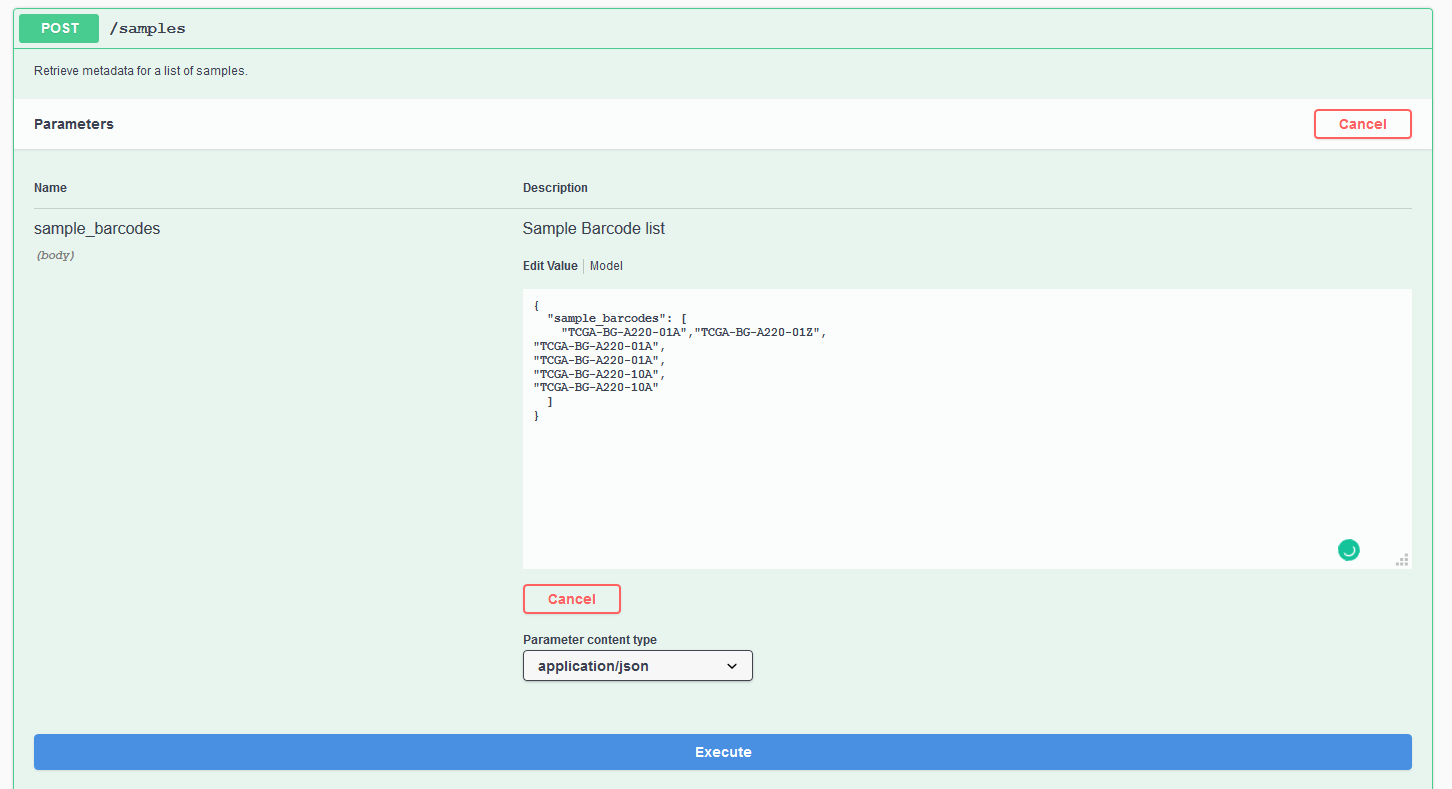 POST /samples
Retrieve metadata for a list of samples.
Parameters
Cancel
Name
Description
sample_barcodes
(body)
Sample Barcode list
Edit Value
Model
{
"sample_barcodes": [
"TCGA-BG-A220-01A","TCGA-BG-A220-01Z",
"TCGA-BG-A220-01A",
"TCGA-BG-A220-01A",
"TCGA-BG-A220-10A",
"TCGA-BG-A220-10A"
]
}
Cancel
Parameter content type
application/json
Execute